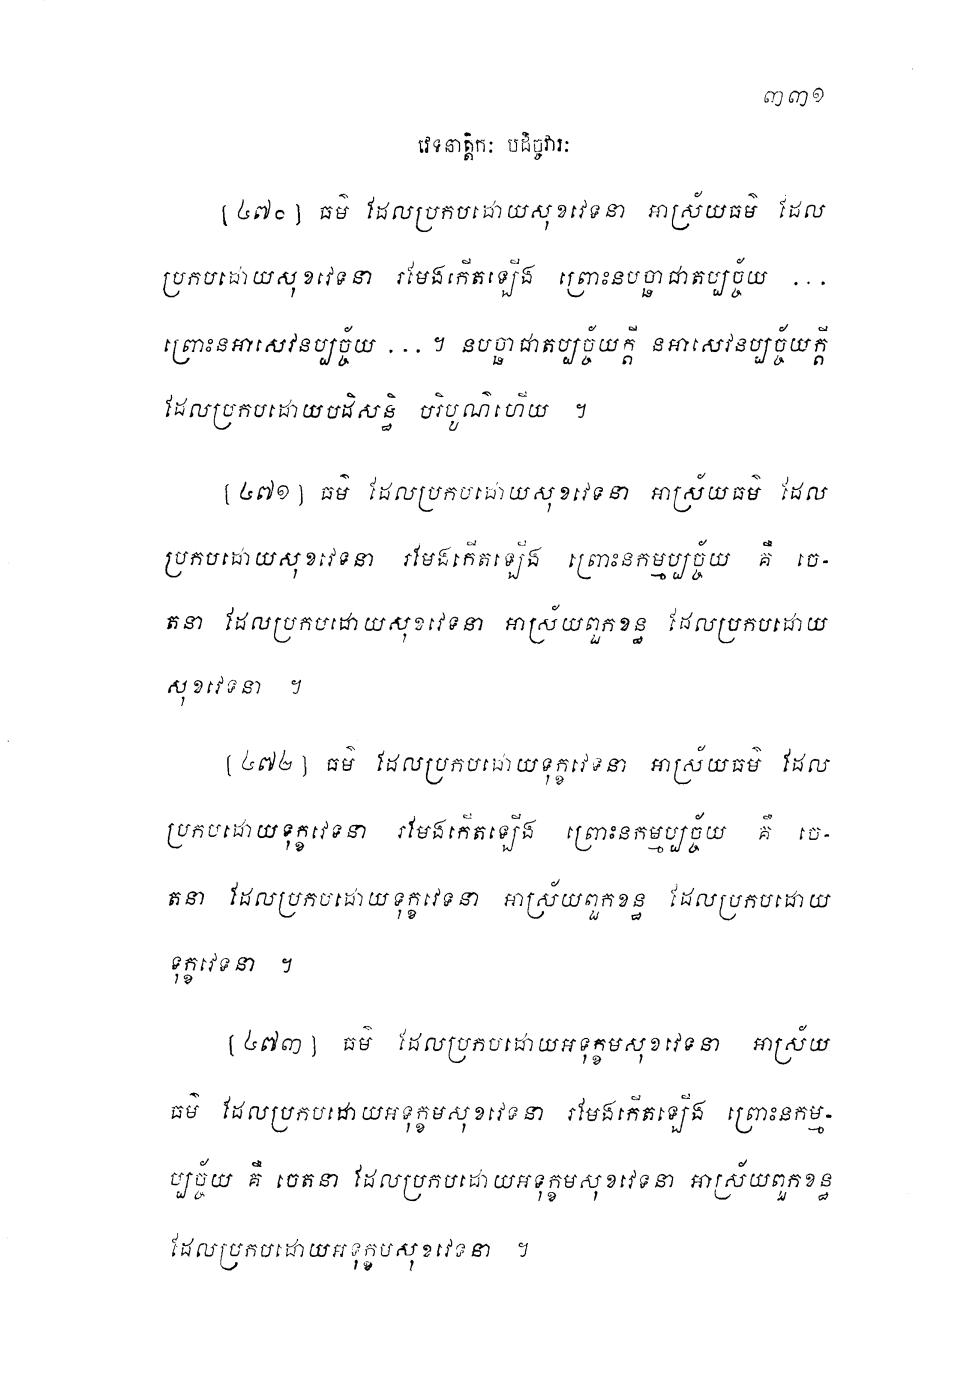 ៣៣១
វេទនាត្តិកៈ បដិច្ចវារៈ
[៤៧០] ធម៌ ដែលប្រកបដោយសុខវេទនា អាស្រ័យធម៌ ដែល
ប្រកបដោយសុខវេទនា រមែងកើតឡើង ព្រោះនបច្ឆាជាតប្បច្ច័យ ...
ព្រោះនអាសេវនប្បច្ច័យ ... ។ នបច្ឆាជាតប្បច្ច័យក្តី នអាសេវនប្បច្ច័យក្តី
ដែលប្រកបដោយបដិសន្ធិ បរិបូណ៌ហើយ ។
[៤៧១] ធម៌ ដែលប្រកបដោយសុខវេទនា អាស្រ័យធម៌ ដែល
ប្រកបដោយសុខវេទនា រមែងកើតឡើង ព្រោះនកម្មប្បច្ច័យ គឺ ចេ-
តនា ដែលប្រកបដោយសុខវេទនា អាស្រ័យពួកខន្ធ ដែលប្រកបដោយ
សុខវេទនា ។
[៤៧២] ធម៌ ដែលប្រកបដោយទុក្ខវេទនា អាស្រ័យធម៌ ដែល
ប្រកបដោយទុក្ខវេទនា រមែងកើតឡើង ព្រោះនកម្មប្បច្ច័យ គឺ ចេ-
តនា ដែលប្រកបដោយទុក្ខវេទនា អាស្រ័យពួកខន្ធ ដែលប្រកបដោយ
ទុក្ខវេទនា ។
[៤៧៣] ធម៌ ដែលប្រកបដោយអទុក្ខមសុខវេទនា អាស្រ័យ
ធម៌ ដែលប្រកបដោយអទុក្ខមសុខវេទនា រមែងកើតឡើង ព្រោះនកម្ម-
ប្បច្ច័យ គឺ ចេតនា ដែលប្រកបដោយអទុក្ខមសុខវេទនា អាស្រ័យពួកខន្ធ
ដែលប្រកបដោយអទុក្ខមសុខវេទនា ។